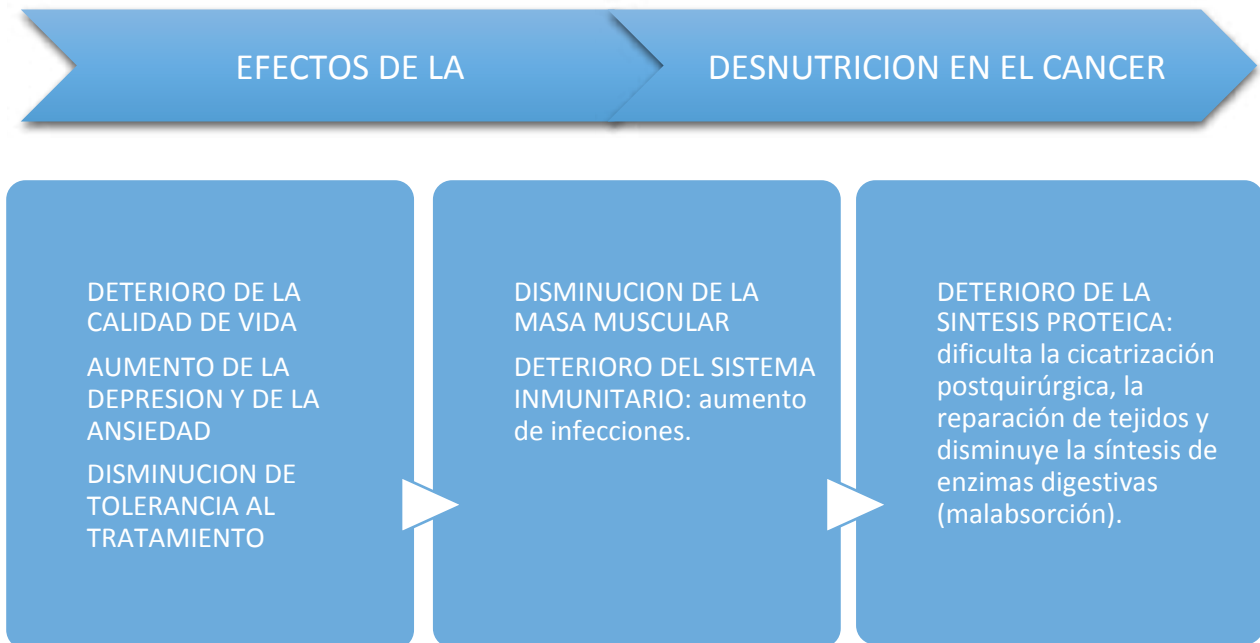 EFECTOS DE LA
DESNUTRICION EN EL CANCER
DETERIORO DE LA
CALIDAD DE VIDA
AUMENTO DE LA
DEPRESION Y DE LA
ANSIEDAD
DISMINUCION DE
TOLERANCIA AL
TRATAMIENTO
DISMINUCION DE LA
MASA MUSCULAR
DETERIORO DEL SISTEMA
INMUNITARIO: aumento
de infecciones.
DETERIORO DE LA
SINTESIS PROTEICA:
dificulta la cicatrización
postquirúrgica, la
reparación de tejidos y
disminuye la síntesis de
enzimas digestivas
(malabsorción).